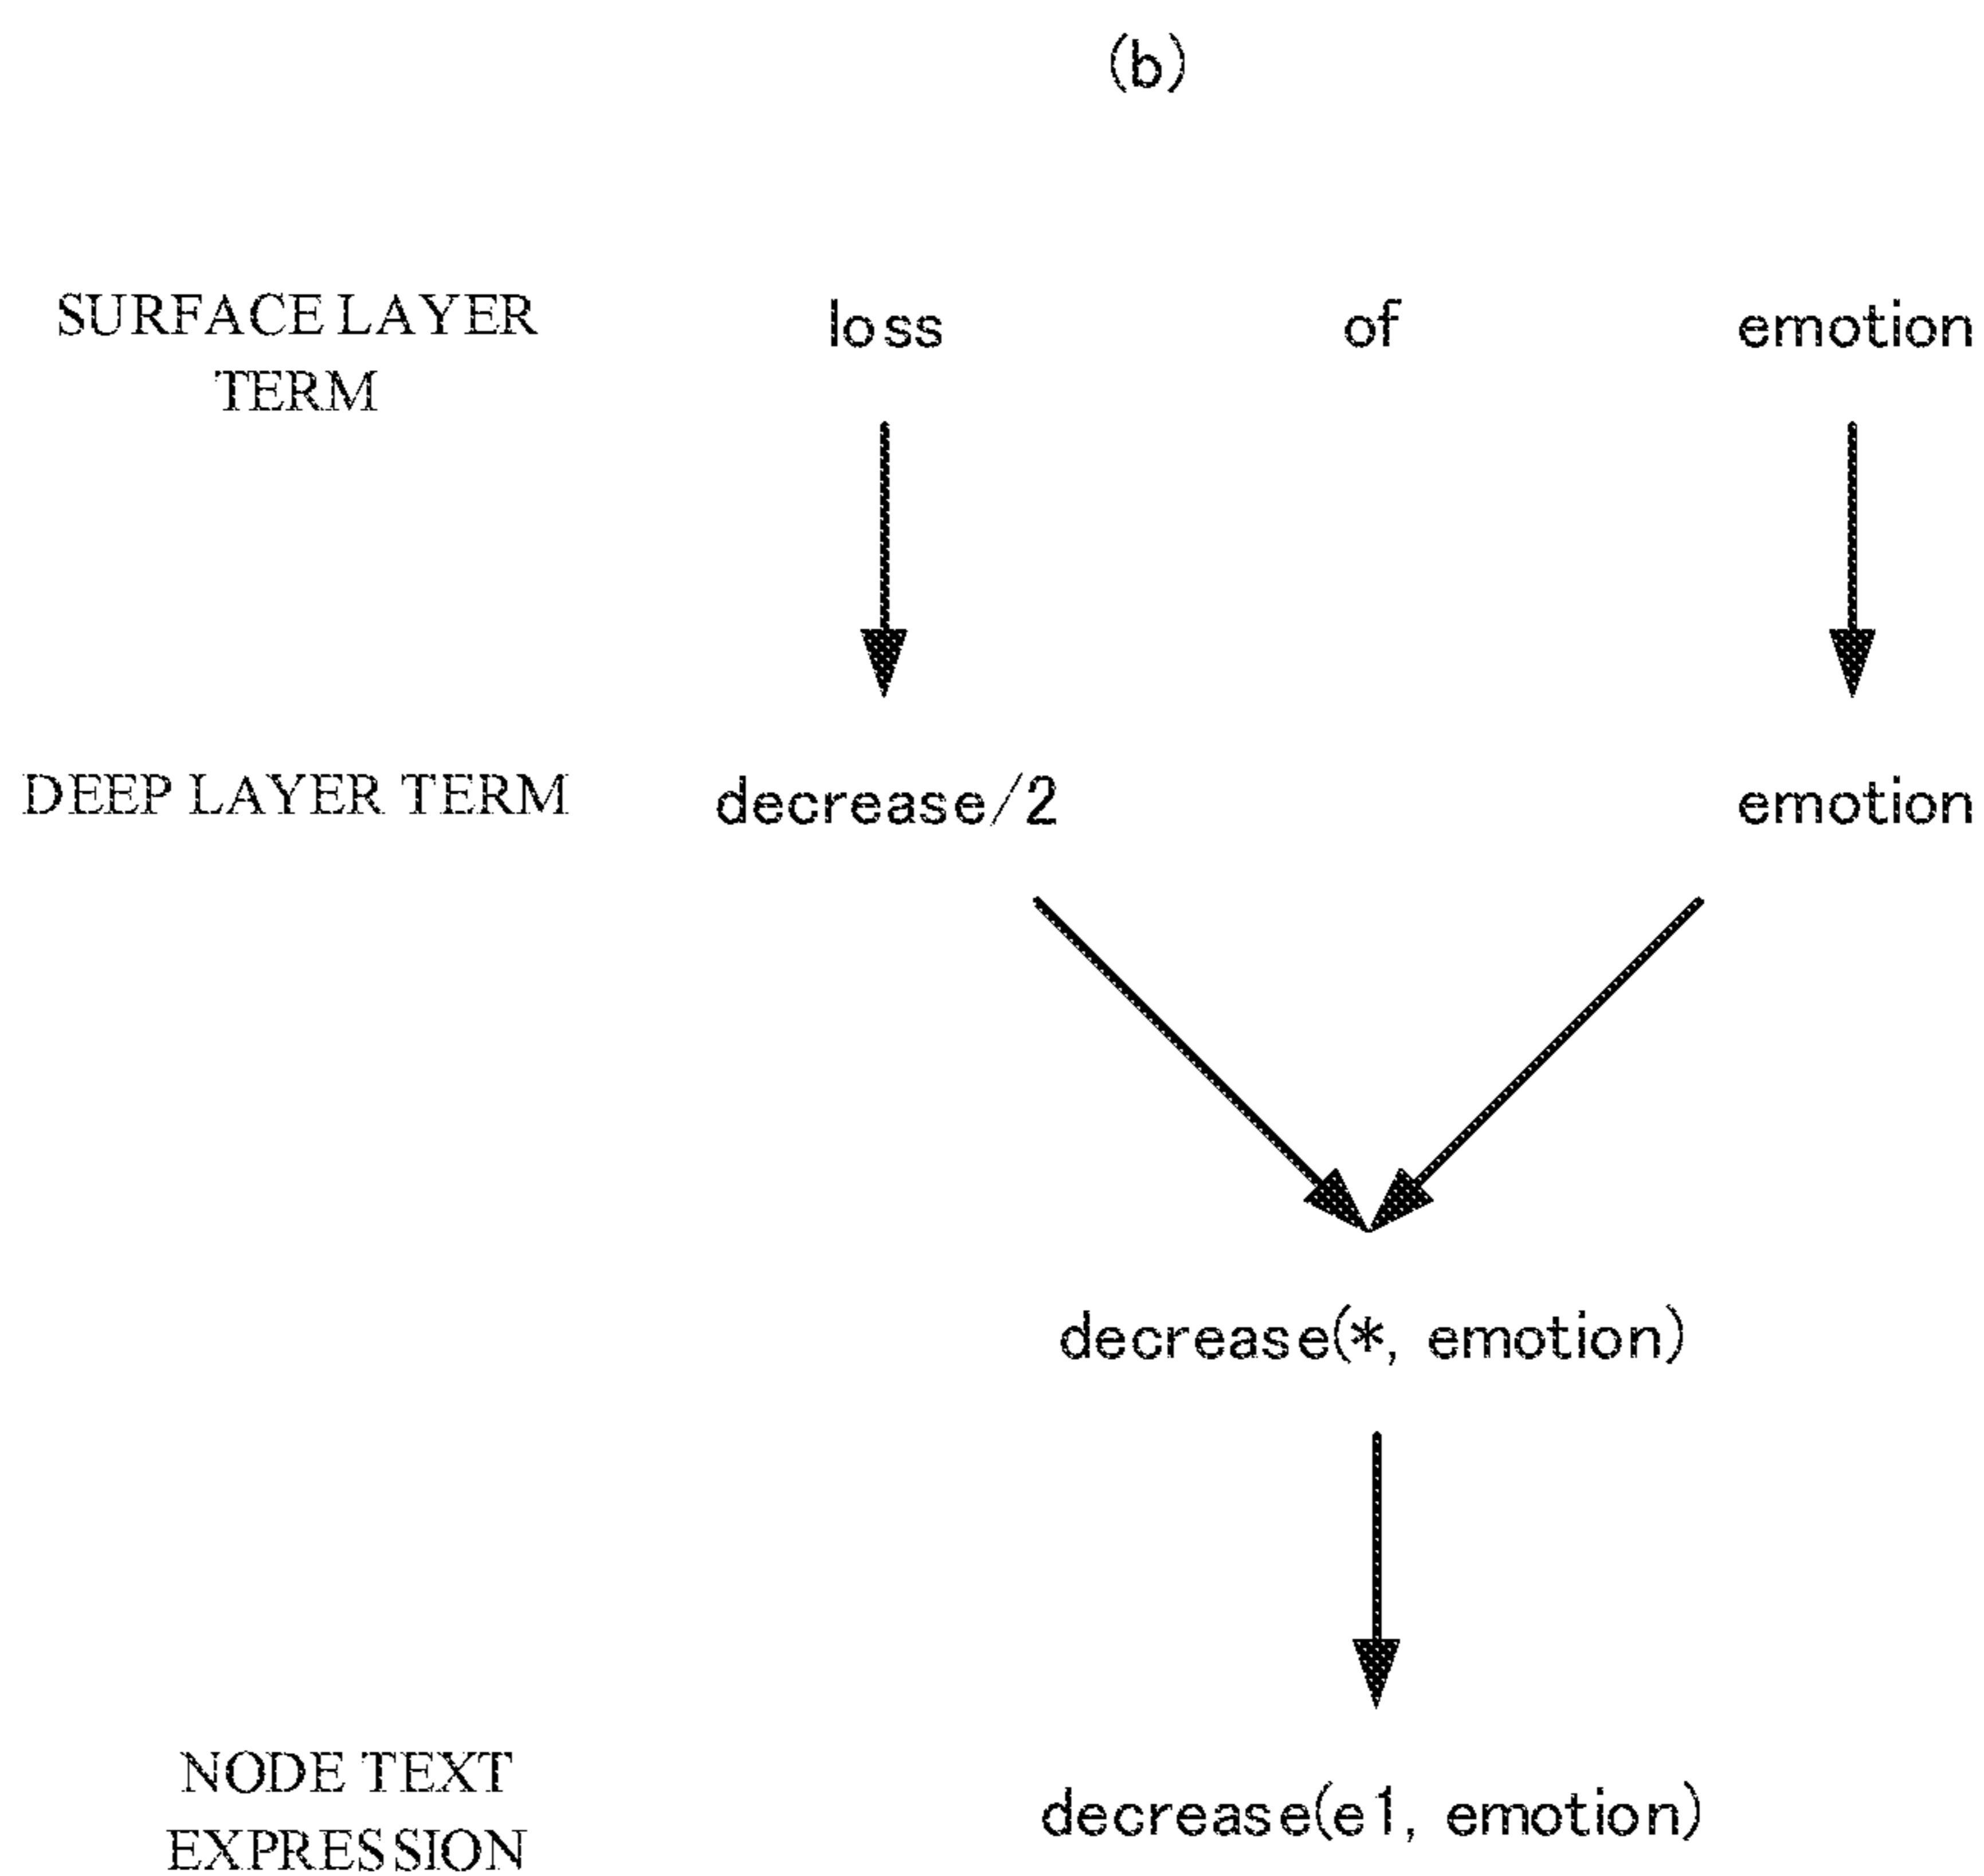 (b)
SURFACE LAYER
TERM
loss of emotion
DEEP LAYER TERM
decrease/2 emotion
decrease(*, emotion)
NODE TEXT
EXPRESSION
decrease(e1, emotion)